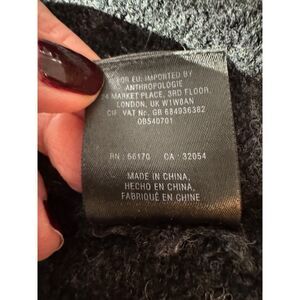 FOR EU, IMPORTED BY
ANTHROPOLOGIE
MARKET PLACE, 3RD FLOOR,
LONDON, UK W1W8AN
VAT No. GB 684936382
OBS40701
RN : 66170 CA : 32054
MADE IN CHINA,
HECHO EN CHINA,
FABRIQUÉ EN CHINE